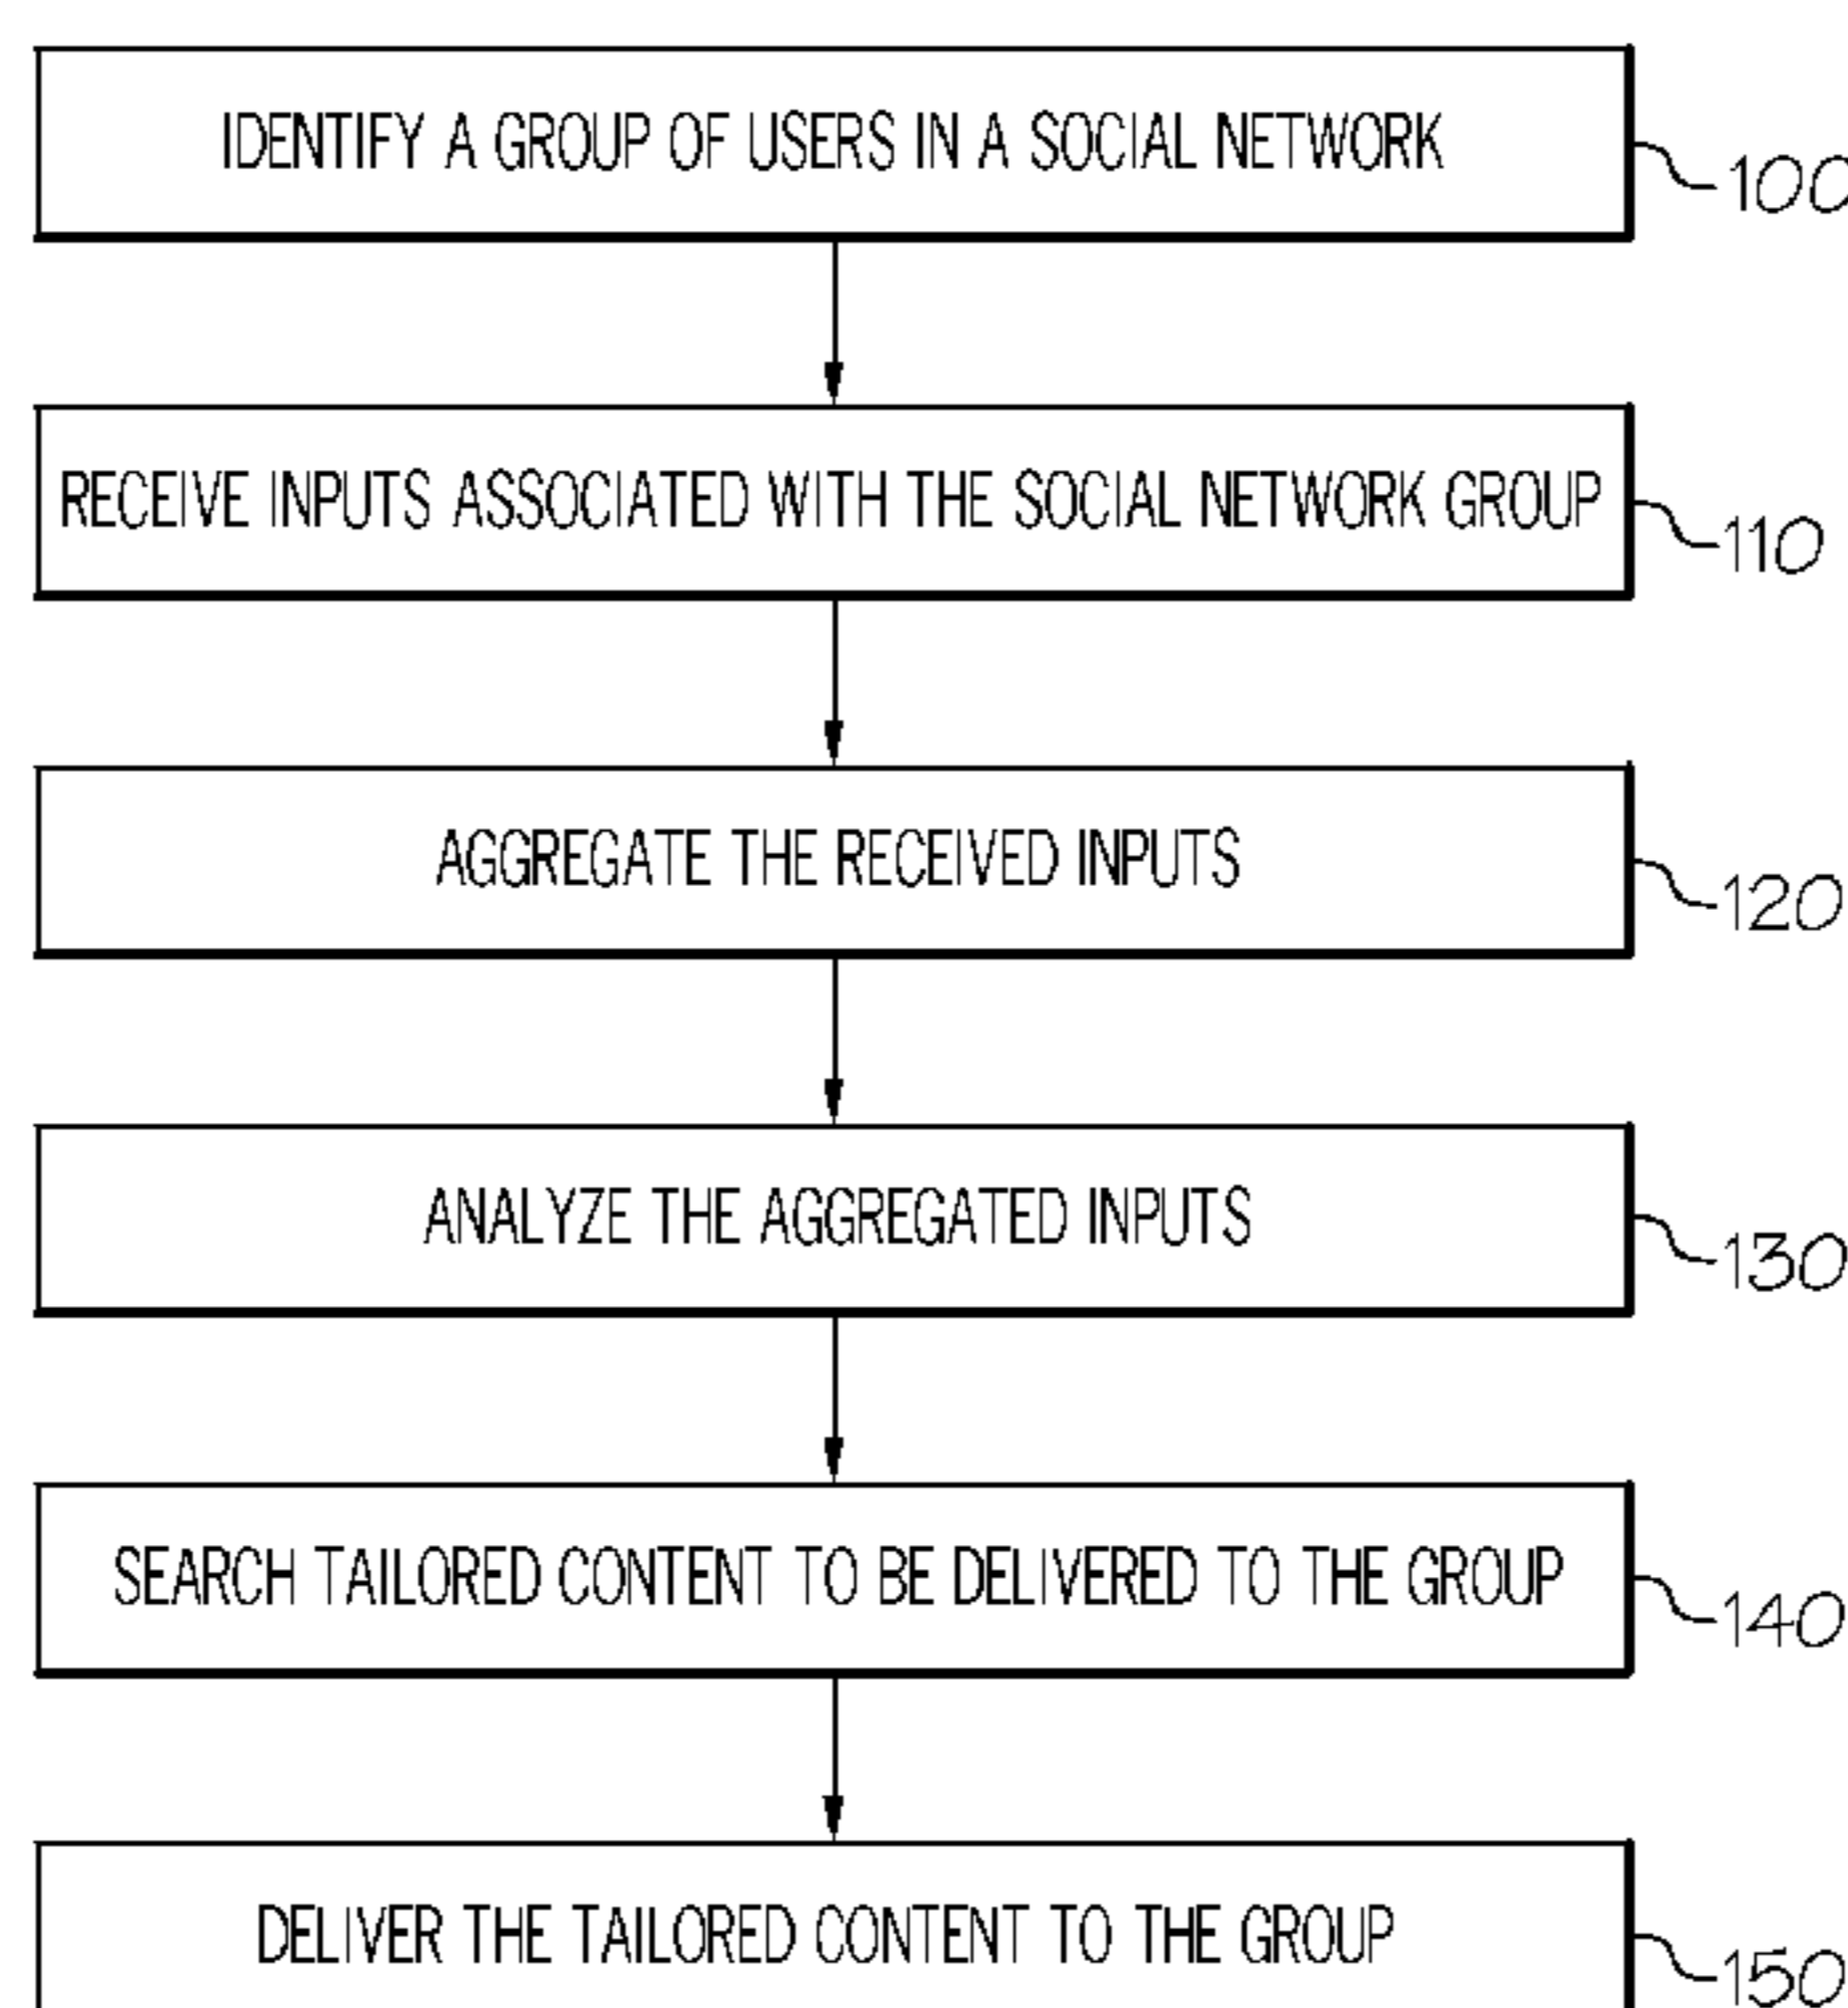 IDENTIFY A GROUP OF USERS IN A SOCIAL NETWORK
100
RECEIVE INPUTS ASSOCIATED WITH THE SOCIAL NETWORK GROUP
110
AGGREGATE THE RECEIVED INPUTS
120
ANALYZE THE AGGREGATED INPUTS
130
SEARCH TAILORED CONTENT TO BE DELIVERED TO THE GROUP
140
DELIVER THE TAILORED CONTENT TO THE GROUP
150